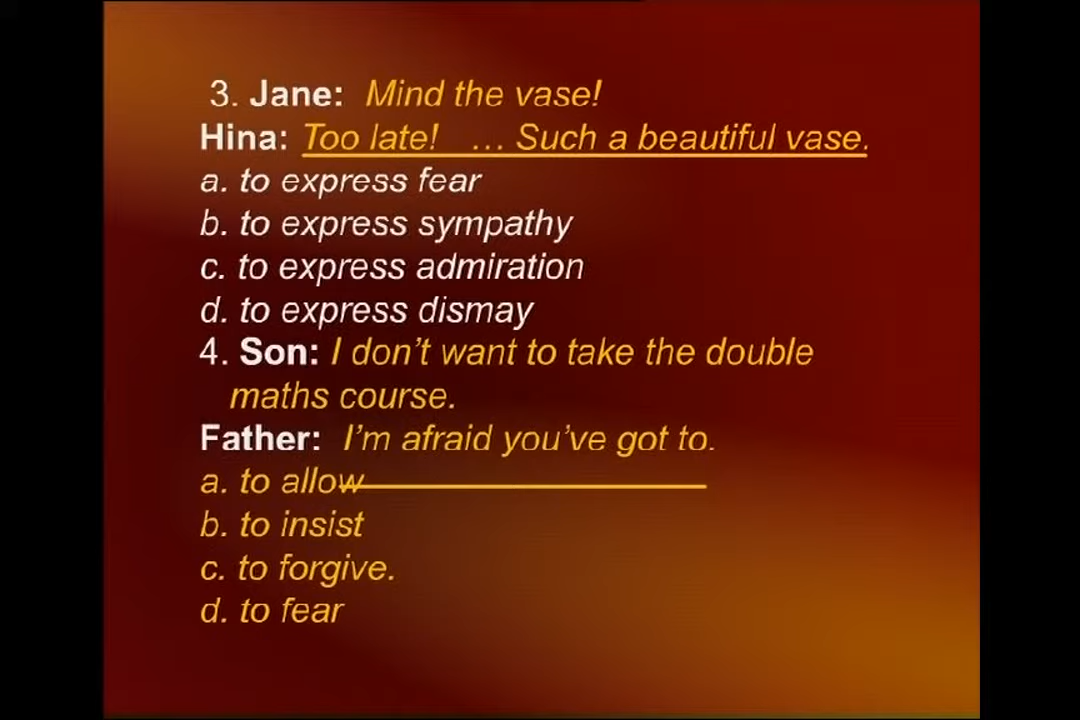 3. Jane: Mind the vase!
Hina: Too late! ... Such a beautiful vase.
a. to express fear
b. to express sympathy
c. to express admiration
d. to express dismay
4. Son: I don't want to take the double
maths course.
Father: I'm afraid you've got to.
a. to allow
b. to insist
c. to forgive.
d. to fear